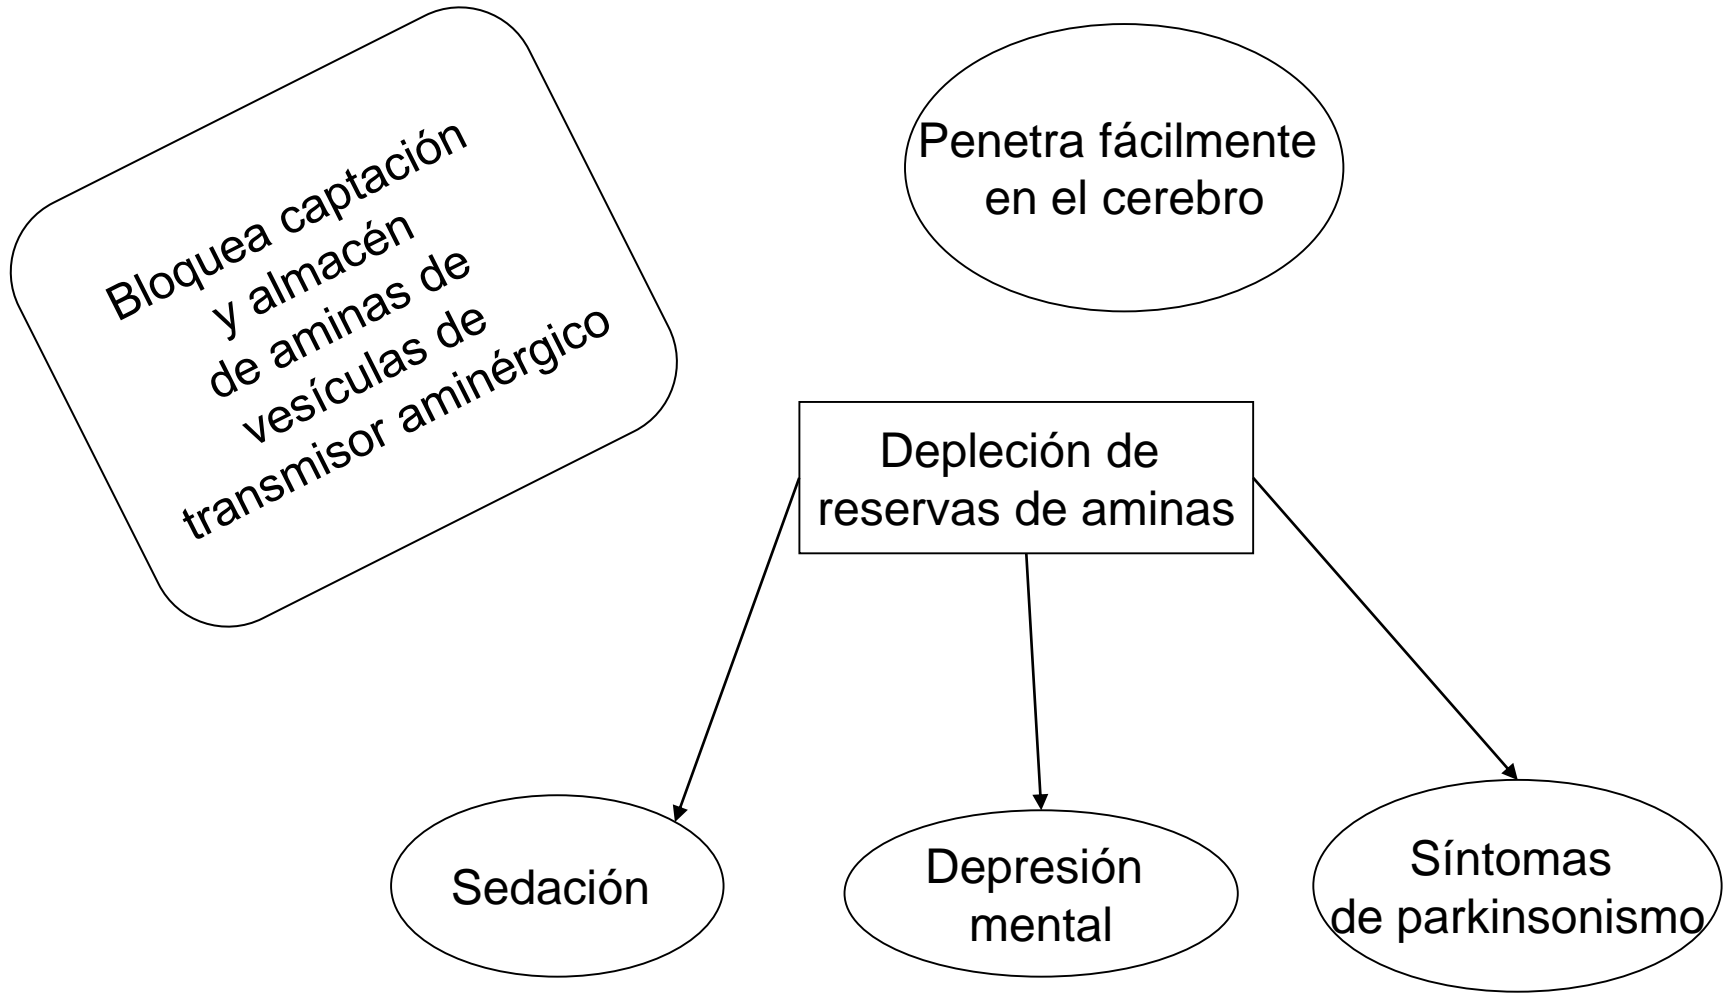 Bloquea captación
y almacén
de aminas de
vesículas de
transmisor aminérgico
Penetra fácilmente
en el cerebro
Depleción de
reservas de aminas
Sedación
Depresión
mental
Síntomas
de parkinsonismo